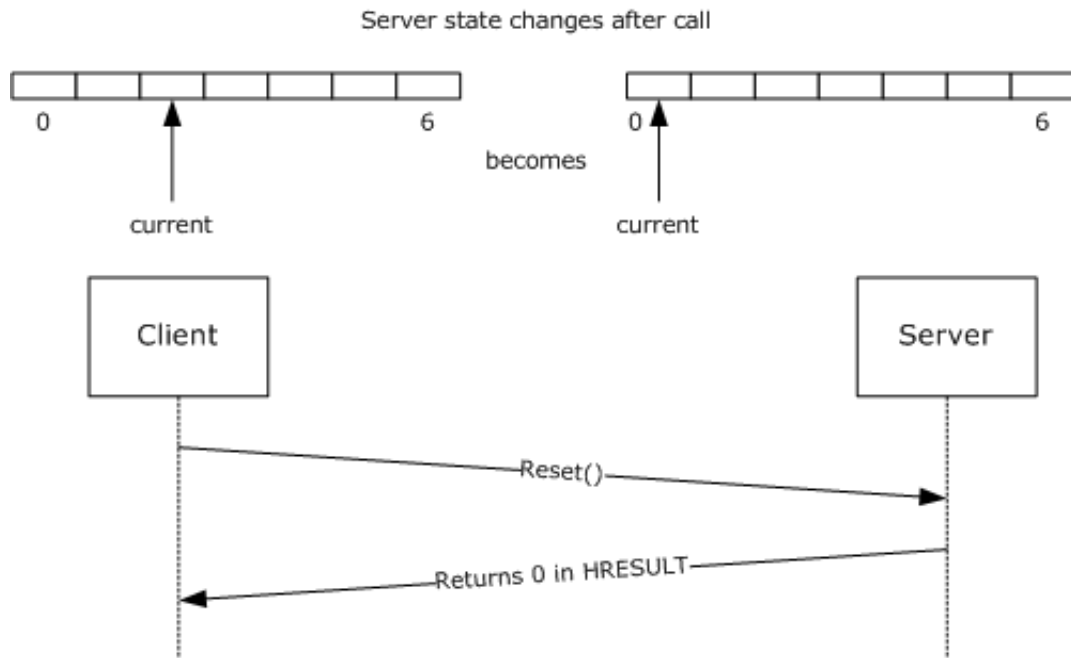 Server state changes after call
0 6 0 6
becomes
current current
Client Server
Reset()
Returns 0 in HRESULT